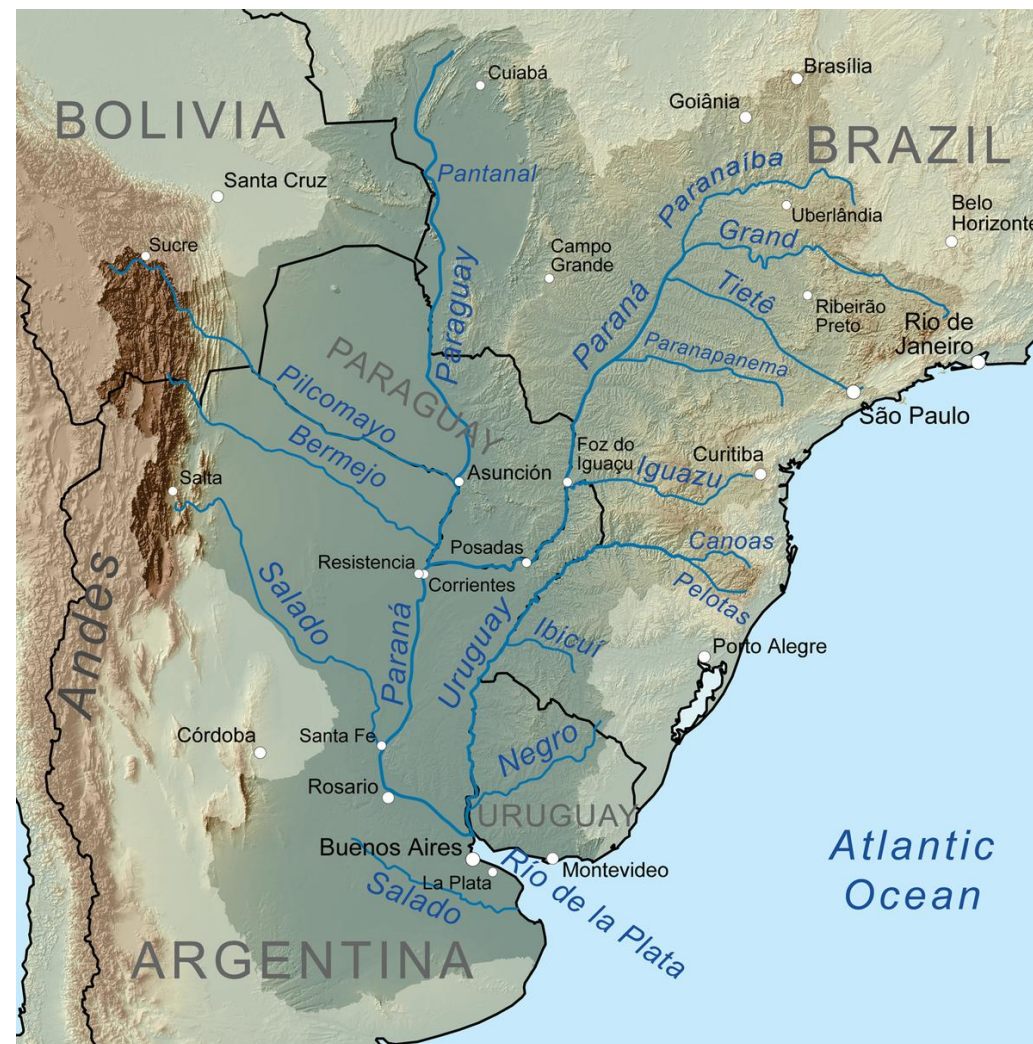 Cuiabá
Brasília
Goiânia
BOLIVIA
BRAZIL
Pantanal
Paranaíba
Santa Cruz
Uberlândia
Belo
Horizonte
Sucre
Campo
Grande
Grand
Paraguay
Tietê
Paraná
Ribeirão
Preto
Rio de
Janeiro
PARAGUAY
Paranapanema
Pilcomayo
São Paulo
Bermejo
Foz do
Iguaçu
Curitiba
Iguazu
Asunción
Salta
Andes
Posadas
Canoas
Resistencia
Corrientes
Pelotas
Salado
Paraná
Uruguay
Ibicuí
Porto Alegre
Córdoba
Santa Fe
Negro
Rosario
URUGUAY
Buenos Aires
Montevideo
Atlantic
Ocean
La Plata
Río de la Plata
Salado
ARGENTINA